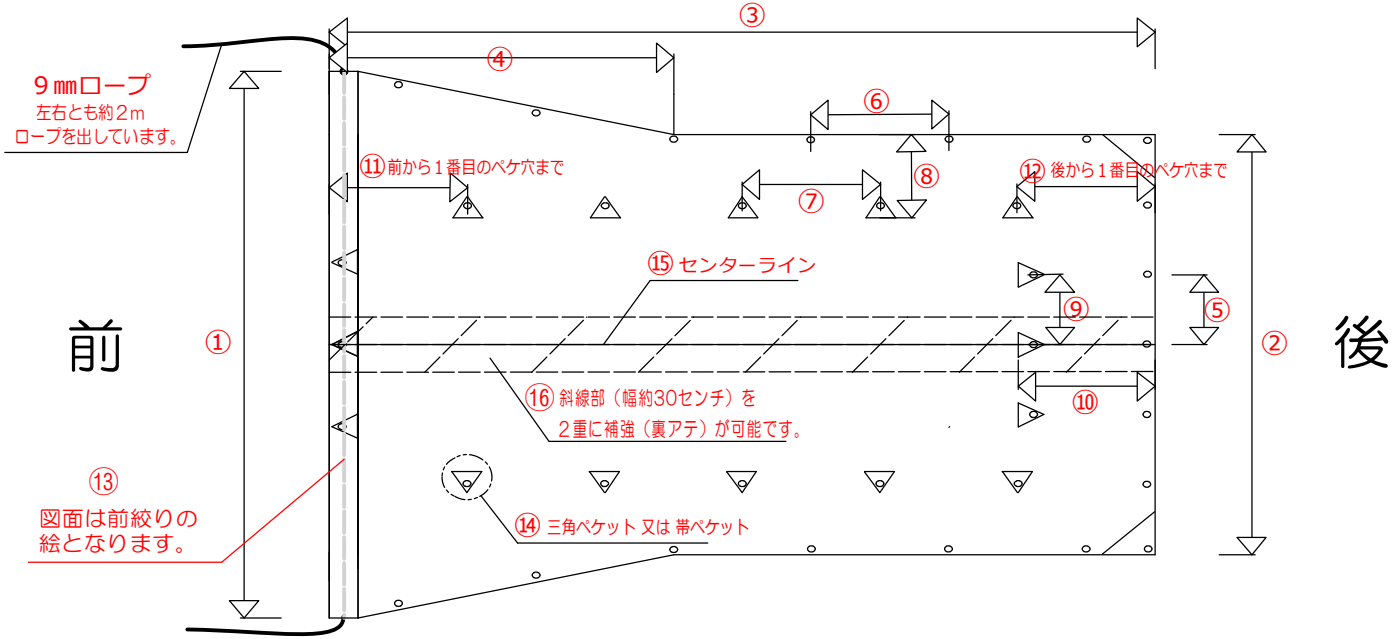 ③
④
9㎜ロープ
左右とも約2m
ロープを出しています。
⑥
⑪ 前から1番目のペケ穴まで
⑦
⑧
⑫ 後から1番目のペケ穴まで
⑮ センターライン
⑨
⑤
前
①
②
後
⑯ 斜線部(幅約30センチ)を
2重に補強(裏アテ)が可能です。
⑩
⑬
図面は前絞りの
絵となります。
⑭ 三角ペケット 又は 帯ペケット